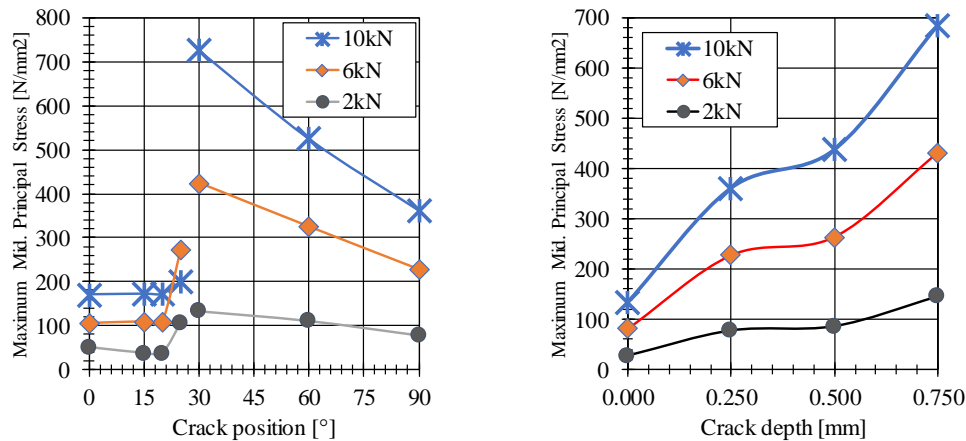 800
700
600
500
400
300
200
100
0
Maximum Mid. Principal Stress [N/mm2]
10kN
6kN
2kN
0 15 30 45 60 75 90
Crack position [°]
700
600
500
400
300
200
100
0
Maximum Mid. Principal Stress [N/mm2]
10kN
6kN
2kN
0.000 0.250 0.500 0.750
Crack depth [mm]